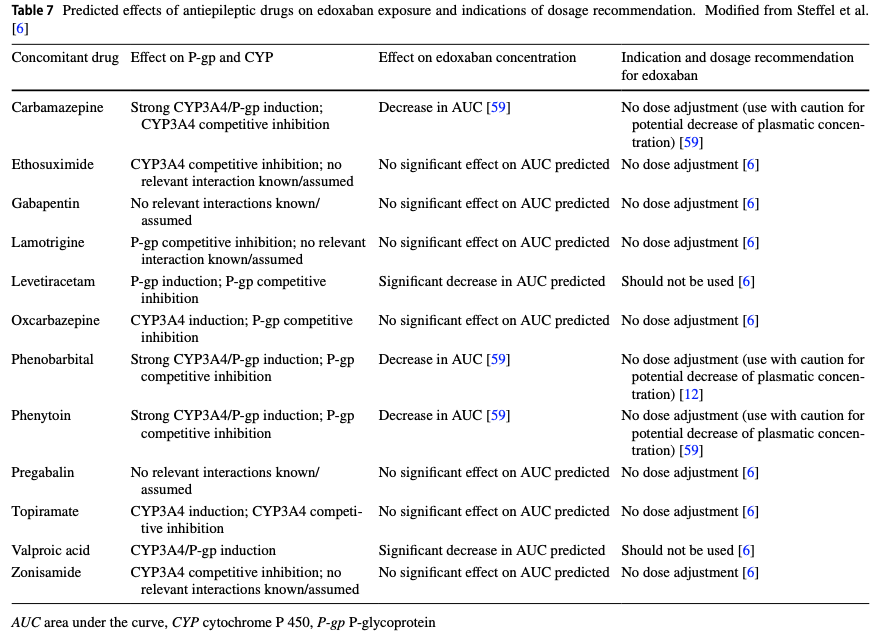 Table 7 Predicted effects of antiepileptic drugs on edoxaban exposure and indications of dosage recommendation. Modified from Steffel et al.
[6]
Concomitant drug Effect on P-gp and CYP Effect on edoxaban concentration Indication and dosage recommendation
for edoxaban
Carbamazepine Strong CYP3A4/P-gp induction; Decrease in AUC [59] No dose adjustment (use with caution for
CYP3A4 competitive inhibition potential decrease of plasmatic concen-
tration) [59]
Ethosuximide CYP3A4 competitive inhibition; no No significant effect on AUC predicted No dose adjustment [6]
relevant interaction known/assumed
Gabapentin No relevant interactions known/ No significant effect on AUC predicted No dose adjustment [6]
assumed
Lamotrigine P-gp competitive inhibition; no relevant No significant effect on AUC predicted No dose adjustment [6]
interaction known/assumed
Levetiracetam P-gp induction; P-gp competitive Significant decrease in AUC predicted Should not be used [6]
inhibition
Oxcarbazepine CYP3A4 induction; P-gp competitive No significant effect on AUC predicted No dose adjustment [6]
inhibition
Phenobarbital Strong CYP3A4/P-gp induction; P-gp Decrease in AUC [59] No dose adjustment (use with caution for
competitive inhibition potential decrease of plasmatic concen-
tration) [12]
Phenytoin Strong CYP3A4/P-gp induction; P-gp Decrease in AUC [59] No dose adjustment (use with caution for
competitive inhibition potential decrease of plasmatic concen-
tration) [59]
Pregabalin No relevant interactions known/ No significant effect on AUC predicted No dose adjustment [6]
assumed
Topiramate CYP3A4 induction; CYP3A4 competi- No significant effect on AUC predicted No dose adjustment [6]
tive inhibition
Valproic acid CYP3A4/P-gp induction Significant decrease in AUC predicted Should not be used [6]
Zonisamide CYP3A4 competitive inhibition; no No significant effect on AUC predicted No dose adjustment [6]
relevant interactions known/assumed
AUC area under the curve, CYP cytochrome P 450, P-gp P-glycoprotein